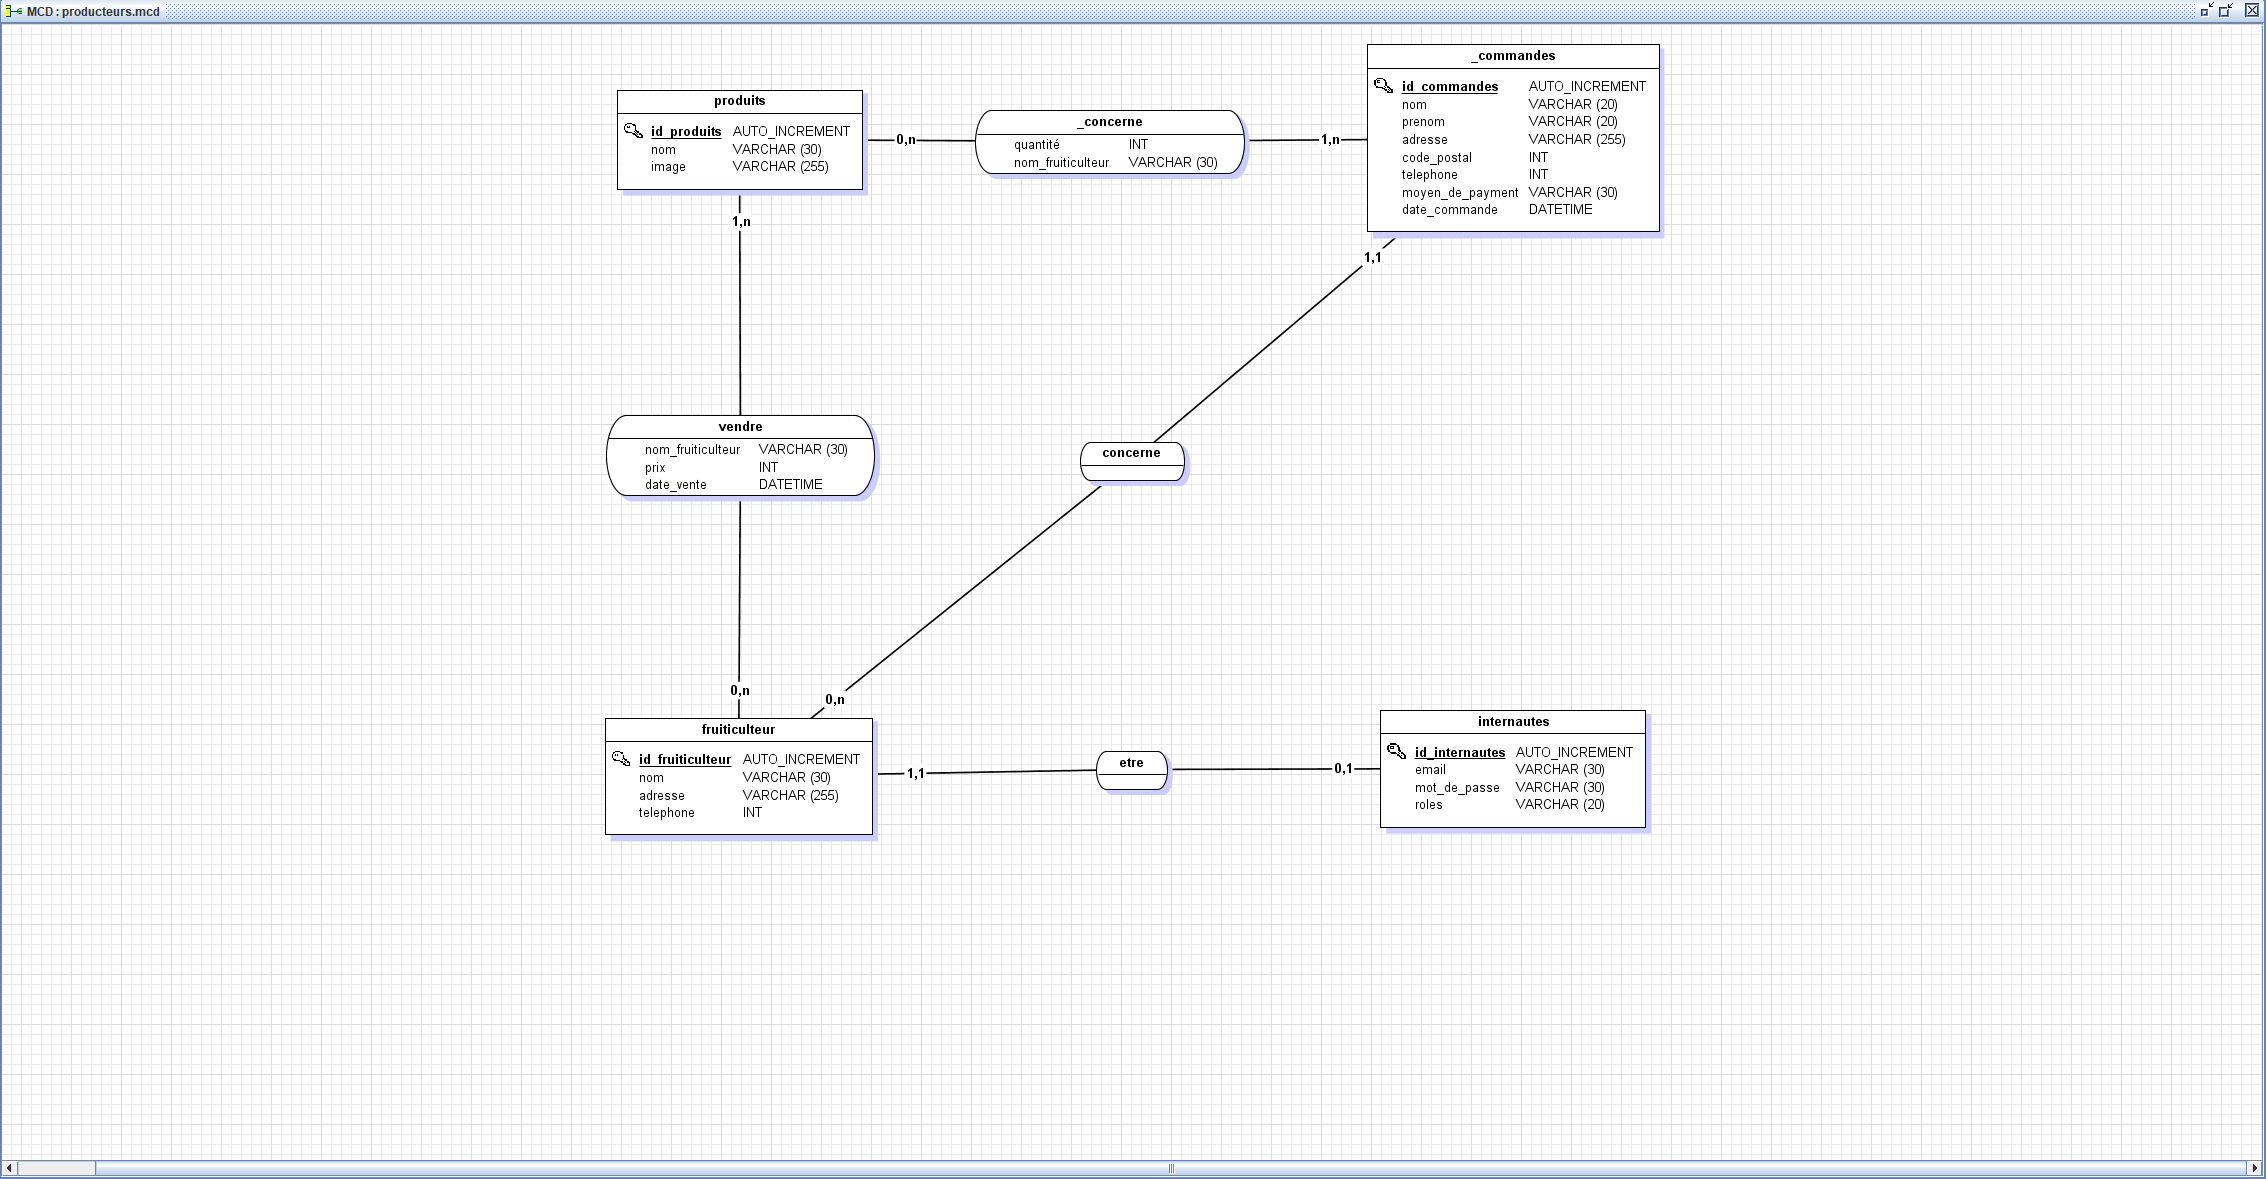 MCD : producteurs.mcd
_commandes
id_commandes AUTO_INCREMENT
nom VARCHAR (20)
prenom VARCHAR (20)
adresse VARCHAR (255)
code_postal INT
telephone INT
moyen_de_payment VARCHAR (30)
date_commande DATETIME
produits
id_produits AUTO_INCREMENT
nom VARCHAR (30)
image VARCHAR (255)
0,n
_concerne
quantité INT
nom_fruiticulteur VARCHAR (30)
1,n
1,n
1,1
vendre
nom_fruiticulteur VARCHAR (30)
prix INT
date_vente DATETIME
concerne
0,n
0,n
fruiticulteur
id_fruiticulteur AUTO_INCREMENT
nom VARCHAR (30)
adresse VARCHAR (255)
telephone INT
1,1
etre
0,1
internautes
id_internautes AUTO_INCREMENT
email VARCHAR (30)
mot_de_passe VARCHAR (30)
roles VARCHAR (20)